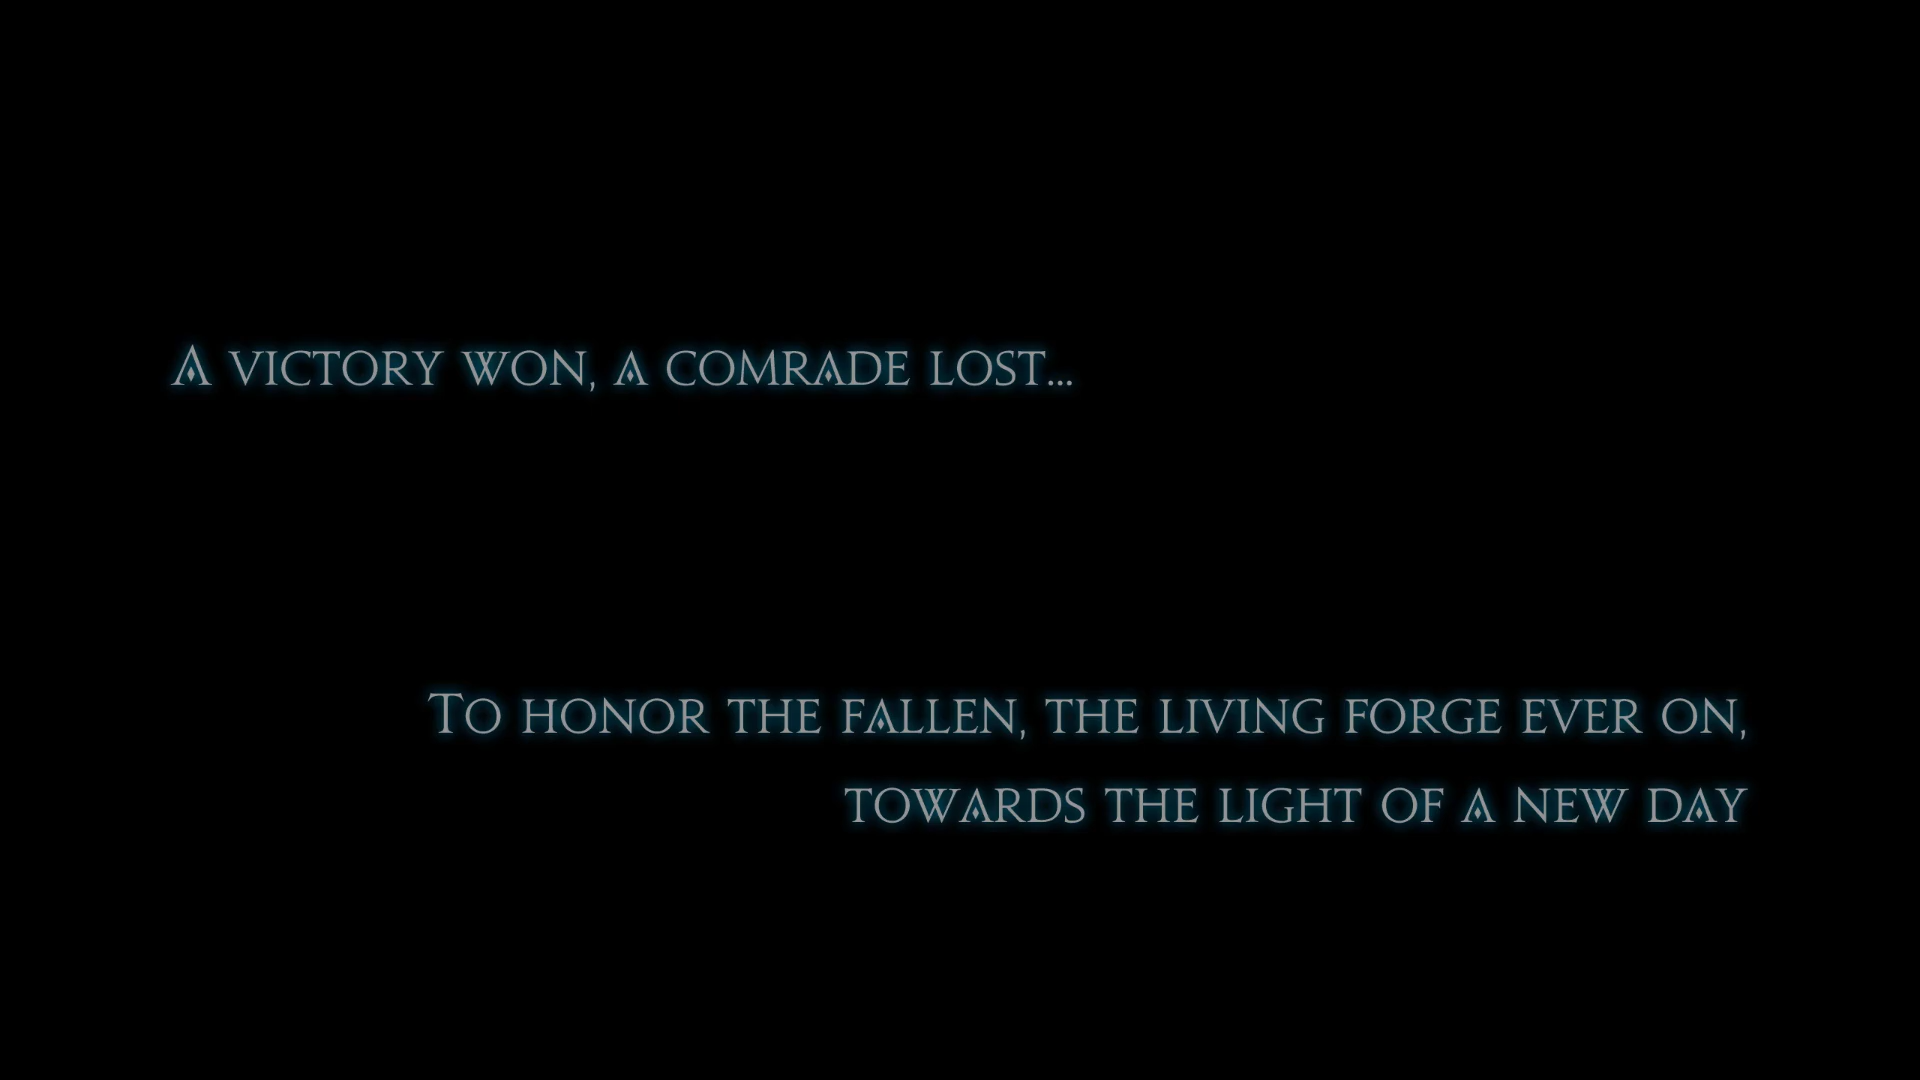 A victory won, a comrade lost...
To honor the fallen, the living forge ever on,
towards the light of a new day